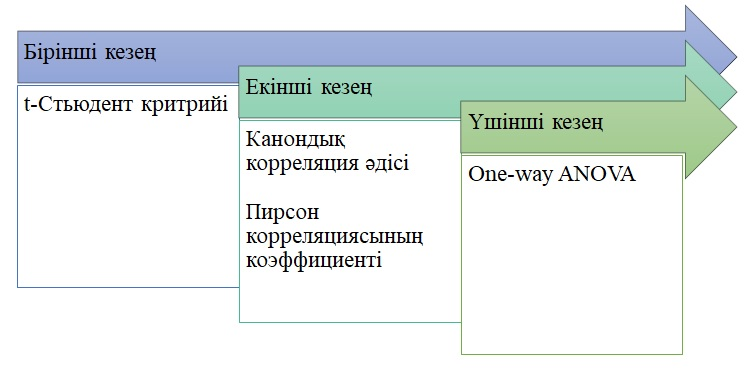 Бірінші кезең
t-Стьюдент критрийі
Екінші кезең
Канондық
корреляция әдісі
Пирсон
корреляциясының
коэффициенті
Үшінші кезең
One-way ANOVA